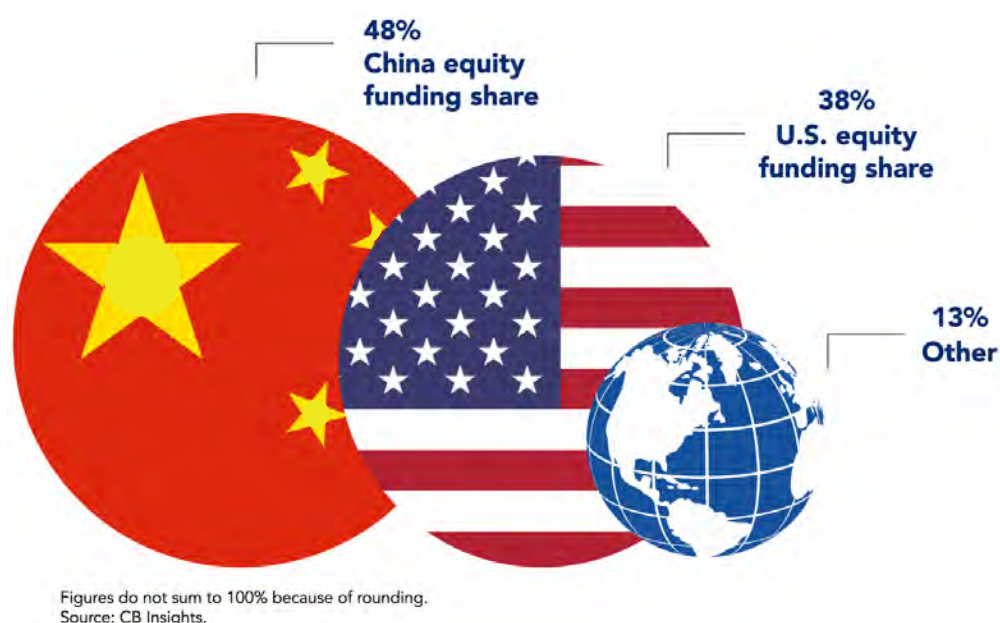 48%
China equity
funding share
38%
U.S. equity
funding share
13%
Other
Figures do not sum to 100% because of rounding.
Source: CB Insights.